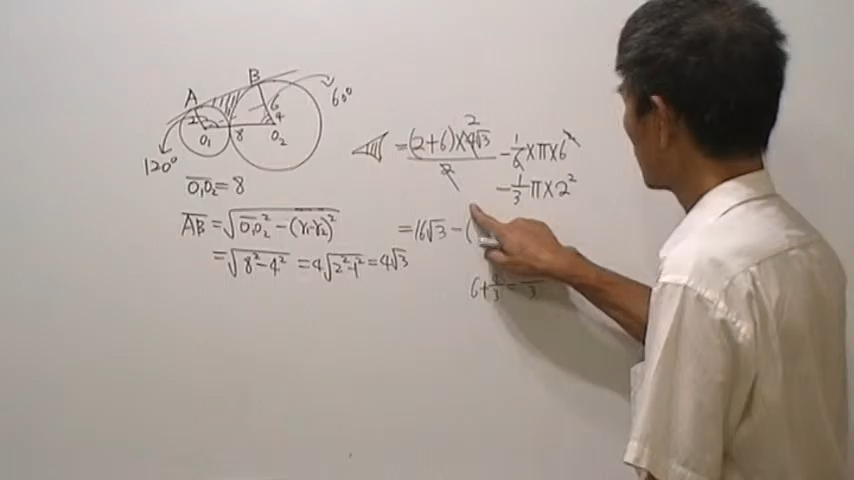 B
A
6
60°
2
4
O₁
8
O₂
120°
O₁O₂ = 8
AB = √O₁O₂² - (r₁-r₂)²
= √8² - 4² = 4√2² - 1² = 4√3
2
= (2+6)×4√3 / 2 - 1/6 × π × 6²
- 1/3 π × 2²
= 16√3 - (
6 + 4/3 = /3